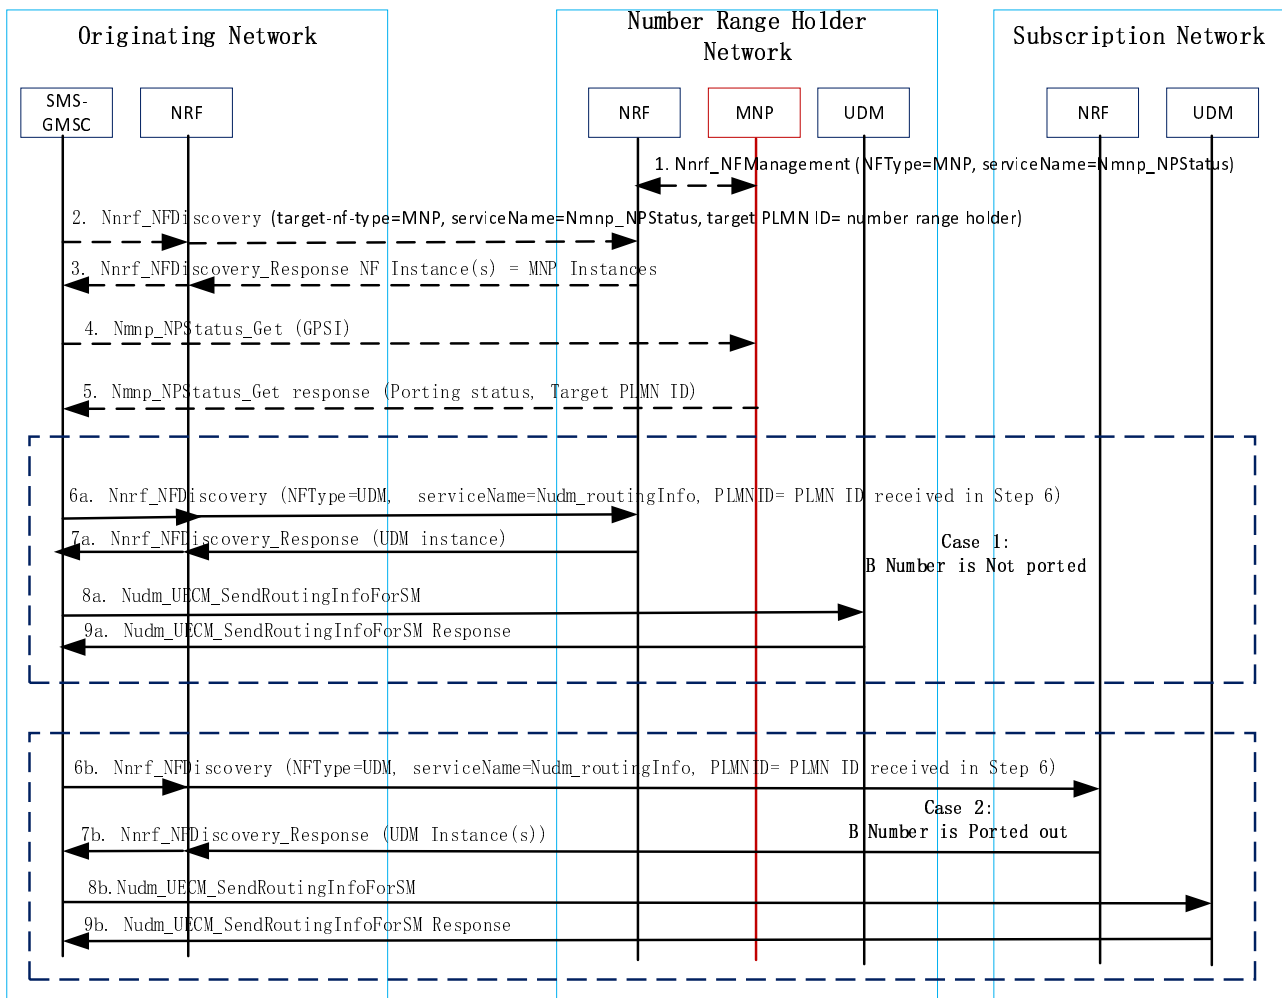 Originating Network
Number Range Holder
Network
Subscription Network
SMS-
GMSC
NRF
NRF
MNP
UDM
NRF
UDM
1. Nnrf_NFManagement (NFType=MNP, serviceName=Nmnp_NPStatus)
2. Nnrf_NFDiscovery (target-nf-type=MNP, serviceName=Nmnp_NPStatus, target PLMN ID= number range holder)
3. Nnrf_NFDiscovery_Response NF Instance(s) = MNP Instances
4. Nmnp_NPStatus_Get (GPSI)
5. Nmnp_NPStatus_Get response (Porting status, Target PLMN ID)
6a. Nnrf_NFDiscovery (NFType=UDM, serviceName=Nudm_routingInfo, PLMNID= PLMN ID received in Step 6)
7a. Nnrf_NFDiscovery_Response (UDM instance)
Case 1:
B Number is Not ported
8a. Nudm_UECM_SendRoutingInfoForSM
9a. Nudm_UECM_SendRoutingInfoForSM Response
6b. Nnrf_NFDiscovery (NFType=UDM, serviceName=Nudm_routingInfo, PLMNID= PLMN ID received in Step 6)
Case 2:
B Number is Ported out
7b. Nnrf_NFDiscovery_Response (UDM Instance(s))
8b.Nudm_UECM_SendRoutingInfoForSM
9b. Nudm_UECM_SendRoutingInfoForSM Response